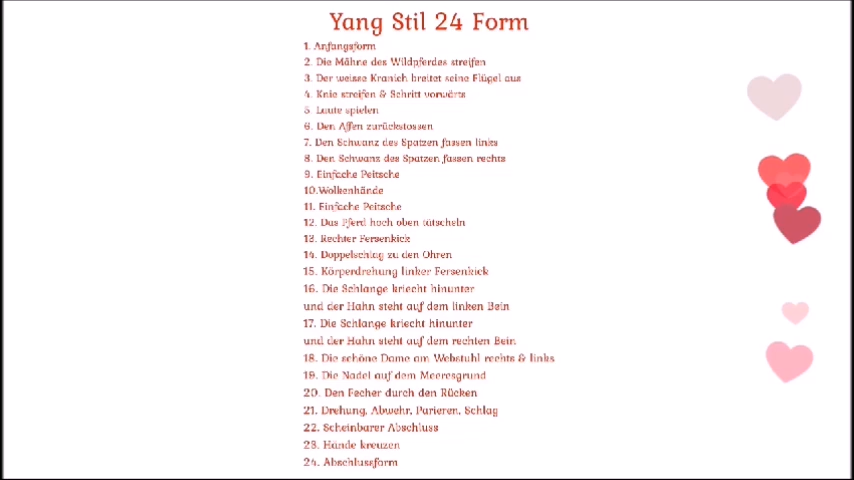 Yang Stil 24 Form
1. Anfangsform
2. Die Mähne des Wildpferdes streifen
3. Der weisse Kranich breitet seine Flügel aus
4. Knie streifen & Schritt vorwärts
5. Laute spielen
6. Den Affen zurückstossen
7. Den Schwanz des Spatzen fassen links
8. Den Schwanz des Spatzen fassen rechts
9. Einfache Peitsche
10.Wolkenhände
11. Einfache Peitsche
12. Das Pferd hoch oben tätscheln
13. Rechter Fersenkick
14. Doppelschlag zu den Ohren
15. Körperdrehung linker Fersenkick
16. Die Schlange kriecht hinunter
und der Hahn steht auf dem linken Bein
17. Die Schlange kriecht hinunter
und der Hahn steht auf dem rechten Bein
18. Die schöne Dame am Webstuhl rechts & links
19. Die Nadel auf dem Meeresgrund
20. Den Fecher durch den Rücken
21. Drehung, Abwehr, Parieren, Schlag
22. Scheinbarer Abschluss
23. Hände kreuzen
24. Abschlussform